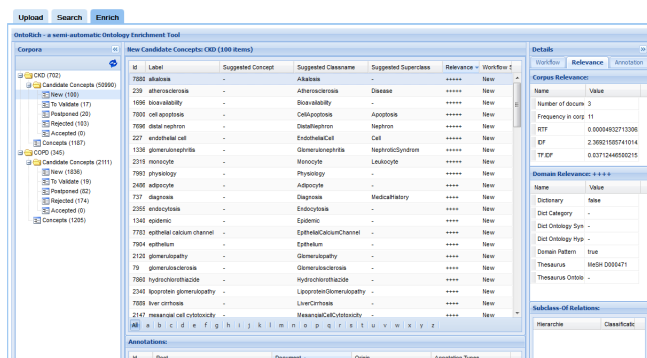 Upload Search Enrich
OntoRich - a semi-automatic Ontology Enrichment Tool
Corpora
CKD (702)
Candidate Concepts (50990)
New (100)
To Validate (17)
Postponed (20)
Rejected (103)
Accepted (0)
Concepts (1187)
COPD (345)
Candidate Concepts (2111)
New (1836)
To Validate (19)
Postponed (82)
Rejected (174)
Accepted (0)
Concepts (1205)
New Candidate Concepts: CKD (100 items)
Id Label Suggested Concept Suggested Classname Suggested Superclass Relevance Workflow S
7886 alkalosis - Alkalosis - +++++ New
239 atherosclerosis - Atherosclerosis Disease +++++ New
1696 bioavailability - Bioavailability - +++++ New
7800 cell apoptosis - CellApoptosis Apoptosis +++++ New
7696 distal nephron - DistalNephron Nephron +++++ New
227 endothelial cell - EndothelialCell Cell +++++ New
1336 glomerulonephritis - Glomerulonephritis NephroticSyndrom +++++ New
2319 monocyte - Monocyte Leukocyte +++++ New
7993 physiology - Physiology - +++++ New
2486 adipocyte - Adipocyte - ++++ New
737 diagnosis - Diagnosis MedicalHistory ++++ New
2355 endocytosis - Endocytosis - ++++ New
1340 epidemic - Epidemic - ++++ New
7783 epithelial calcium channel - EpithelialCalciumChannel - ++++ New
7904 epithelium - Epithelium - ++++ New
2120 glomerulopathy - Glomerulopathy - ++++ New
79 glomerulosclerosis - Glomerulosclerosis - ++++ New
7860 hydrochlorothiazide - Hydrochlorothiazide - ++++ New
2340 lipoprotein glomerulopathy - LipoproteinGlomerulopathy - ++++ New
7889 liver cirrhosis - LiverCirrhosis - ++++ New
2147 mesangial cell cytotoxicity - MesangialCellCytotoxicity - ++++ New
All a b c d e f g h i j k l m n o p q r s t u v w x y z
Annotations:
Details
Workflow Relevance Annotation
Corpus Relevance:
Name Value
Number of docume 3
Frequency in corp 11
RTF 0.00004932713306
IDF 2.36921585741014
TF.IDF 0.03712446500215
Domain Relevance: ++++
Name Value
Dictionary false
Dict Category -
Dict Ontology Syn -
Dict Ontology Hyp -
Domain Pattern true
Thesaurus MeSH D000471
Thesaurus Ontolo -
Subclass-Of Relations:
Hierarchie Classificatic